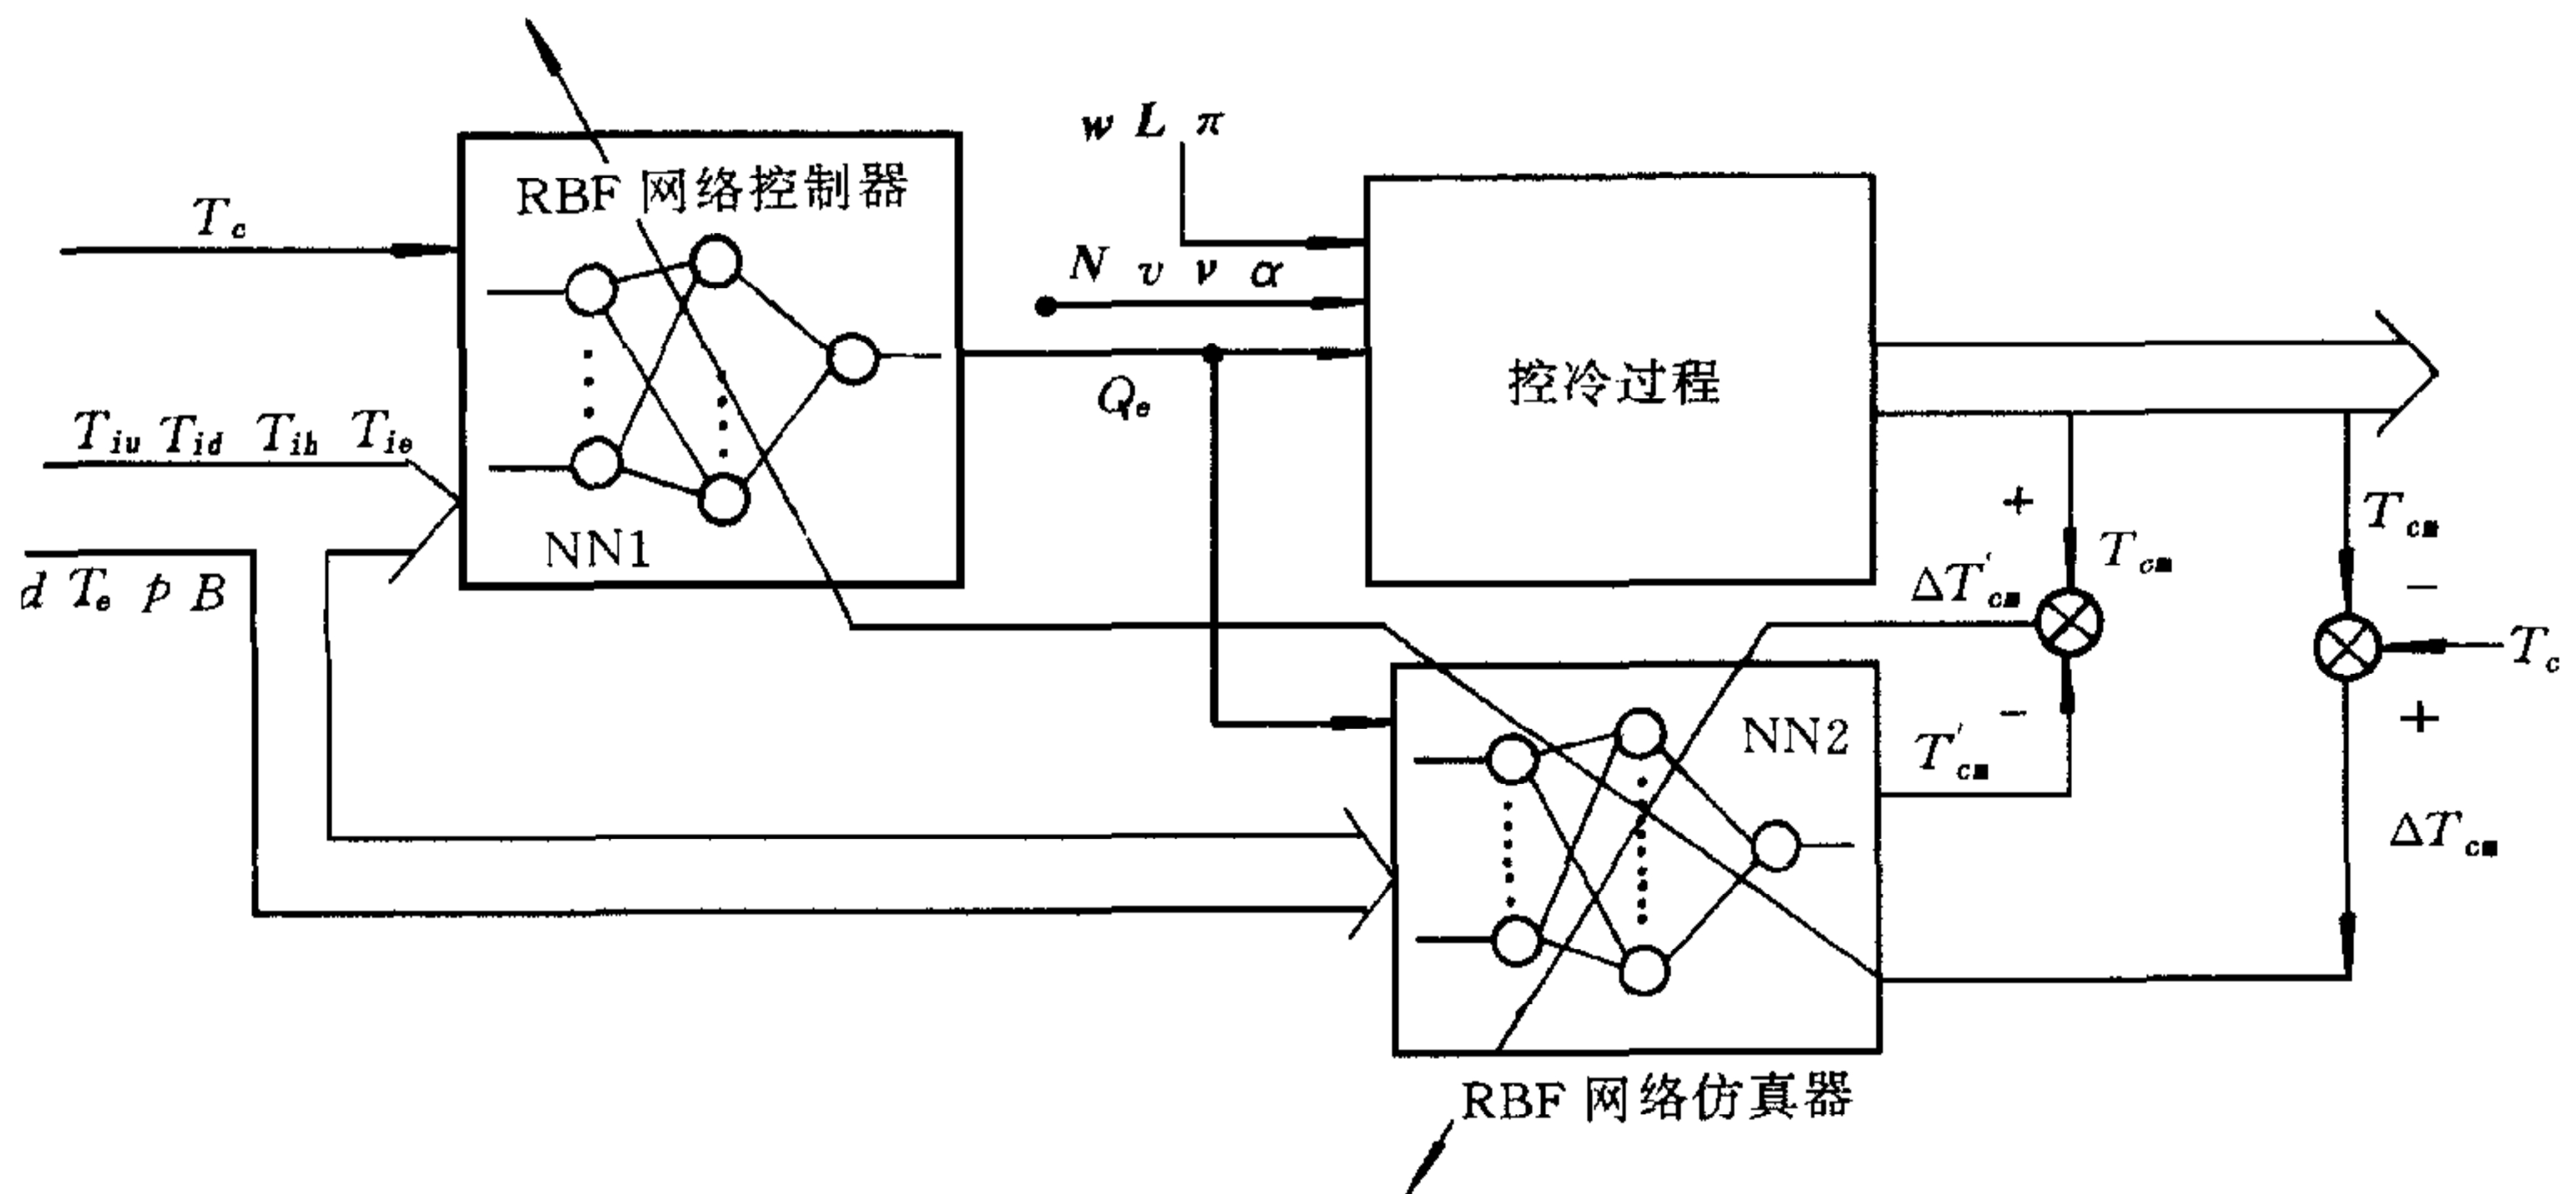 w L π
RBF 网络控制器
T_c
N v ν α
控冷过程
Q_e
T_iu T_id T_ih T_ie
NN1
d T_e p B
+
T_cm
T_cm
−
ΔT'_cm
T_c
−
+
NN2
T'_cm
ΔT_cm
RBF 网络仿真器